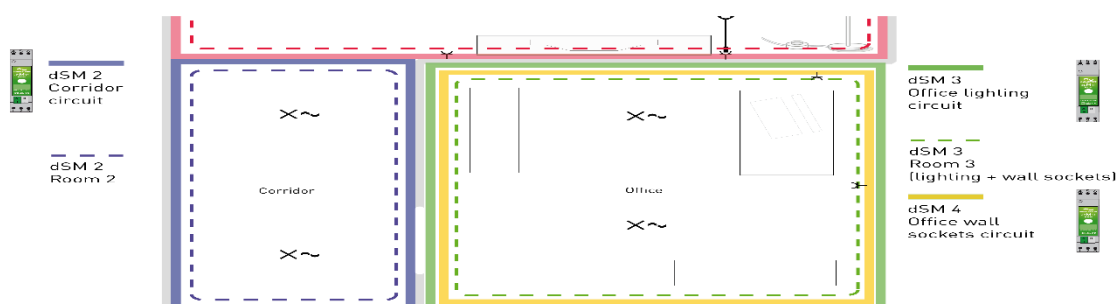 dSM 2
Corridor
circuit
dSM 2
Room 2
Corridor
Office
dSM 3
Office lighting
circuit
dSM 3
Room 3
(lighting + wall sockets)
dSM 4
Office wall
sockets circuit